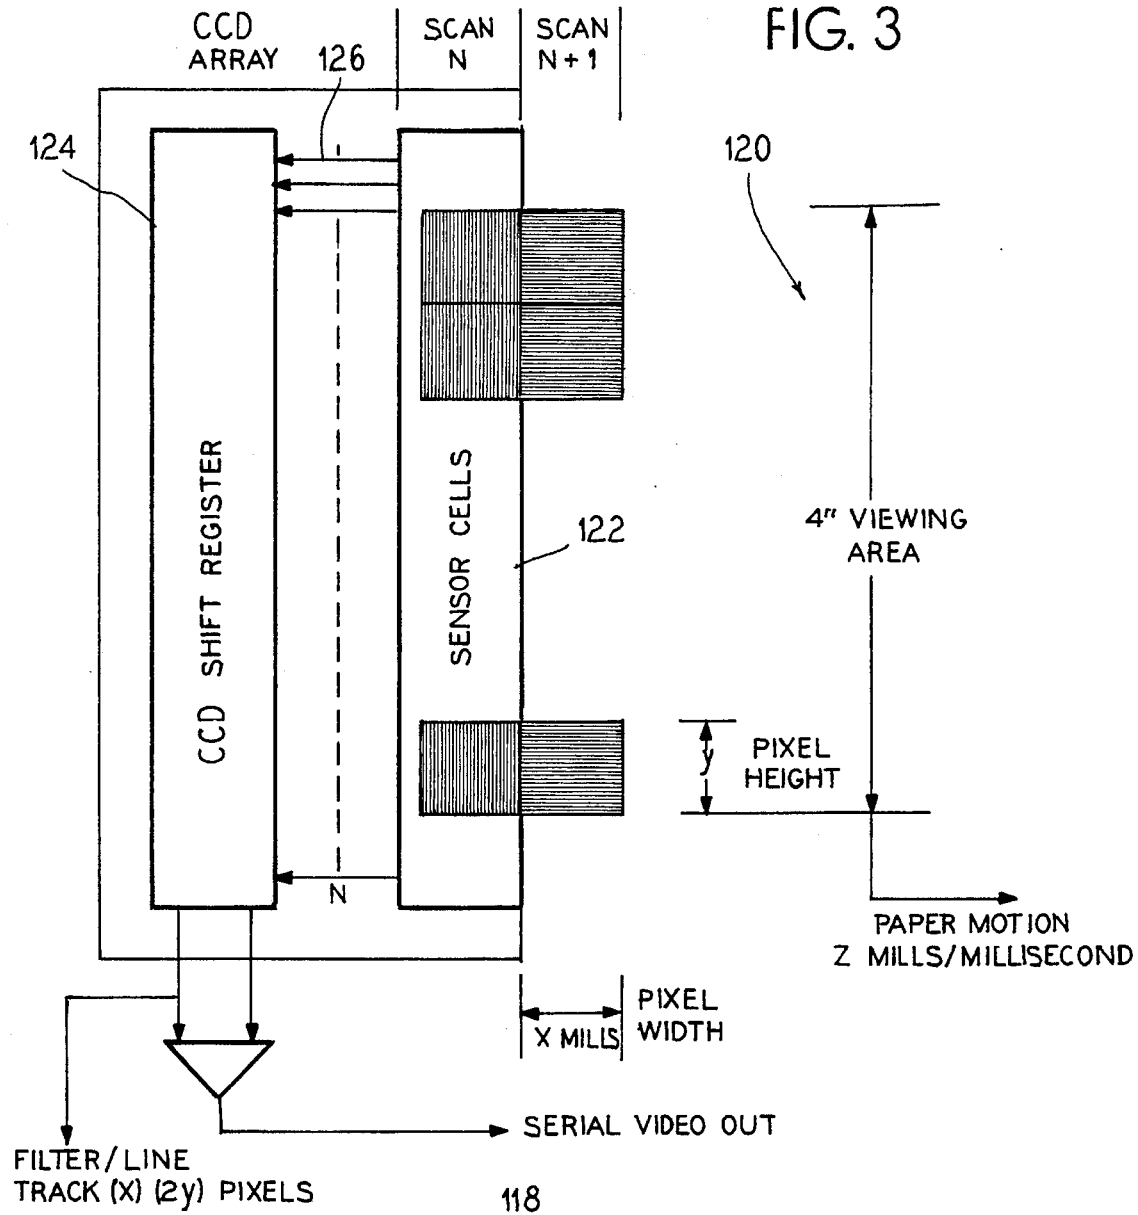 FIG. 3
CCD
ARRAY
126
SCAN
N
SCAN
N+1
124
120
CCD SHIFT REGISTER
SENSOR CELLS
122
4" VIEWING
AREA
y
PIXEL
HEIGHT
N
PAPER MOTION
Z MILLS/MILLISECOND
X MILLS
PIXEL
WIDTH
SERIAL VIDEO OUT
FILTER/LINE
TRACK (X) (2y) PIXELS
118